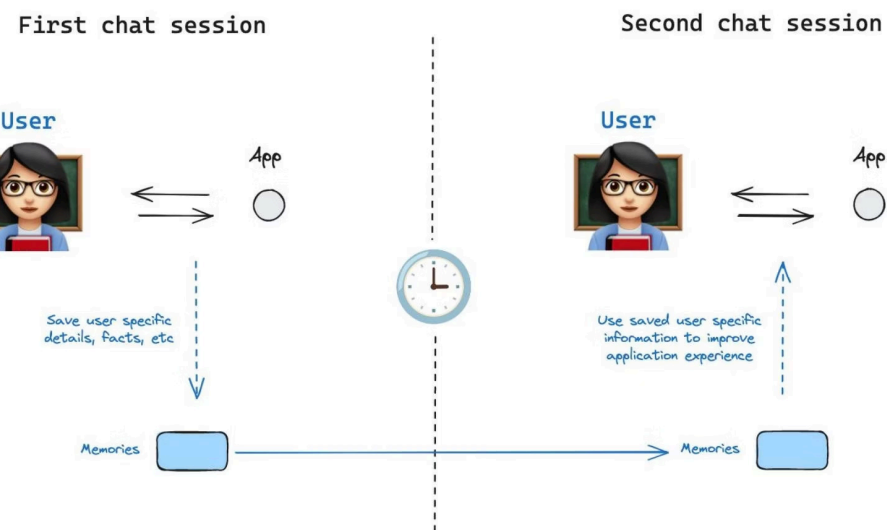 First chat session
Second chat session
User
App
User
App
Save user specific
details, facts, etc
Use saved user specific
information to improve
application experience
Memories
Memories